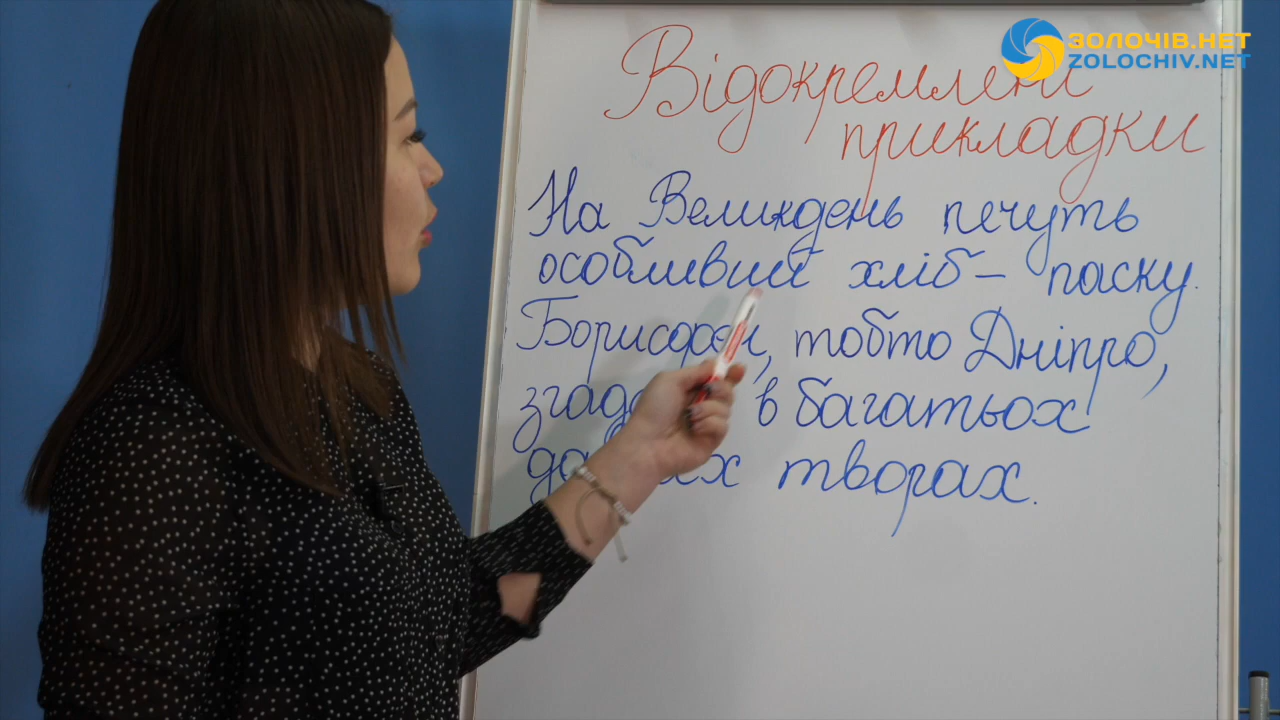 ЗОЛОЧІВ.НЕТ
ZOLOCHIV.NET
Відокремлені
прикладки
На Великдень печуть
особливий хліб – паску.
Борисфен, тобто Дніпро,
в багатьох
творах.